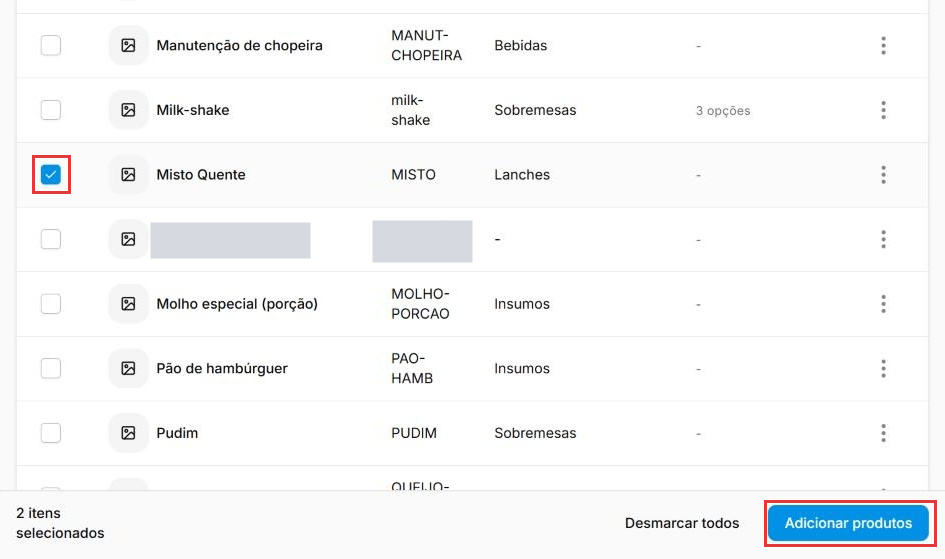 Manutenção de chopeira
MANUT-
CHOPEIRA
Bebidas
-
Milk-shake
milk-
shake
Sobremesas
3 opções
Misto Quente
MISTO
Lanches
-
-
-
Molho especial (porção)
MOLHO-
PORCAO
Insumos
-
Pão de hambúrguer
PAO-
HAMB
Insumos
-
Pudim
PUDIM
Sobremesas
-
QUEIJO-
2 itens
selecionados
Desmarcar todos
Adicionar produtos